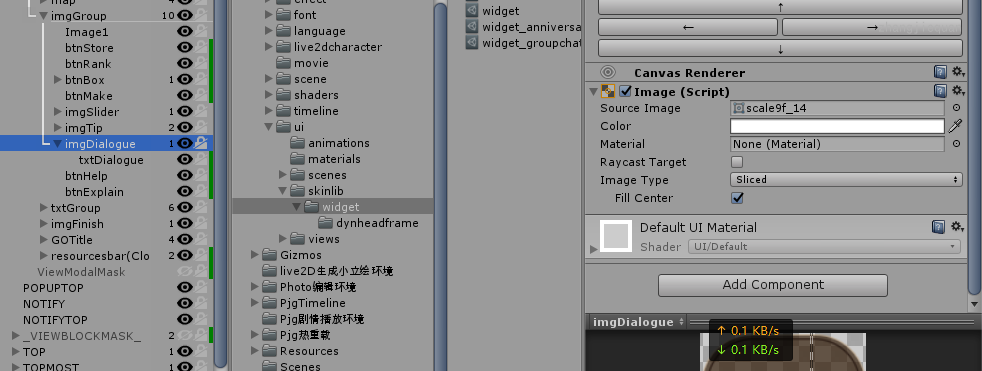 map 4
imgGroup 10
Image1
btnStore
btnRank
btnBox 1
btnMake
imgSlider 1
imgTip 2
imgDialogue 1
txtDialogue
btnHelp
btnExplain
txtGroup 6
imgFinish 1
GOTitle 4
resourcesbar(Clo 2
ViewModalMask
POPUPTOP
NOTIFY
NOTIFYTOP
_VIEWBLOCKMASK_ 2
TOP 1
TOPMOST 1
effect
font
language
live2dcharacter
movie
scene
shaders
timeline
ui
animations
materials
scenes
skinlib
widget
dynheadframe
views
Gizmos
live2D生成小立绘环境
Photo编辑环境
PjgTimeline
Pjg剧情播放环境
Pjg热重载
Resources
Scenes
widget
widget_anniversa
widget_groupchat
↑
← →
↓
Canvas Renderer
Image (Script)
Source Image scale9f_14
Color
Material None (Material)
Raycast Target
Image Type Sliced
Fill Center
Default UI Material
Shader UI/Default
Add Component
imgDialogue
↑ 0.1 KB/s
↓ 0.1 KB/s